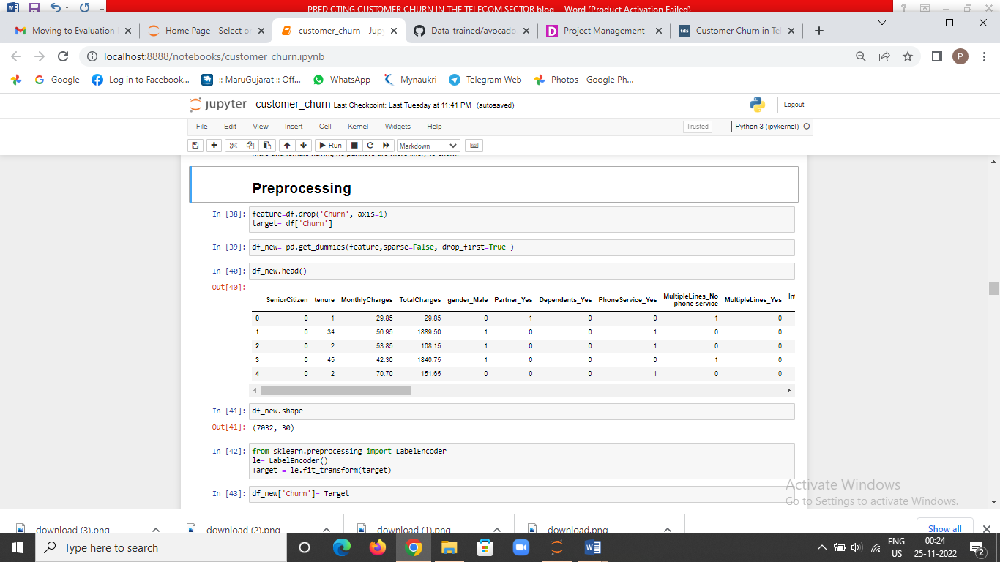 PREDICTING CUSTOMER CHURN IN THE TELECOM SECTOR blog - Word (Product Activation Failed)
Moving to Evaluation
Home Page - Select or
customer_churn - Jup
Data-trained/avocado
Project Management
tds Customer Churn in Tel
localhost:8888/notebooks/customer_churn.ipynb
P
Google
Log in to Facebook...
:: MaruGujarat :: Off...
WhatsApp
Mynaukri
Telegram Web
Photos - Google Ph...
jupyter customer_churn Last Checkpoint: Last Tuesday at 11:41 PM (autosaved)
Logout
File Edit View Insert Cell Kernel Widgets Help
Trusted
Python 3 (ipykernel)
Run
Markdown
Preprocessing
In [38]: feature=df.drop('Churn', axis=1)
target= df['Churn']
In [39]: df_new= pd.get_dummies(feature,sparse=False, drop_first=True )
In [40]: df_new.head()
Out[40]:
SeniorCitizen tenure MonthlyCharges TotalCharges gender_Male Partner_Yes Dependents_Yes PhoneService_Yes MultipleLines_No phone service MultipleLines_Yes
0 0 1 29.85 29.85 0 1 0 0 1 0
1 0 34 56.95 1889.50 1 0 0 1 0 0
2 0 2 53.85 108.15 1 0 0 1 0 0
3 0 45 42.30 1840.75 1 0 0 0 1 0
4 0 2 70.70 151.65 0 0 0 1 0 0
In [41]: df_new.shape
Out[41]: (7032, 30)
In [42]: from sklearn.preprocessing import LabelEncoder
le= LabelEncoder()
Target = le.fit_transform(target)
In [43]: df_new['Churn']= Target
Activate Windows
Go to Settings to activate Windows.
download (3).png
download (2).png
download (1).png
download.png
Show all
Type here to search
ENG
US
00:24
25-11-2022
2